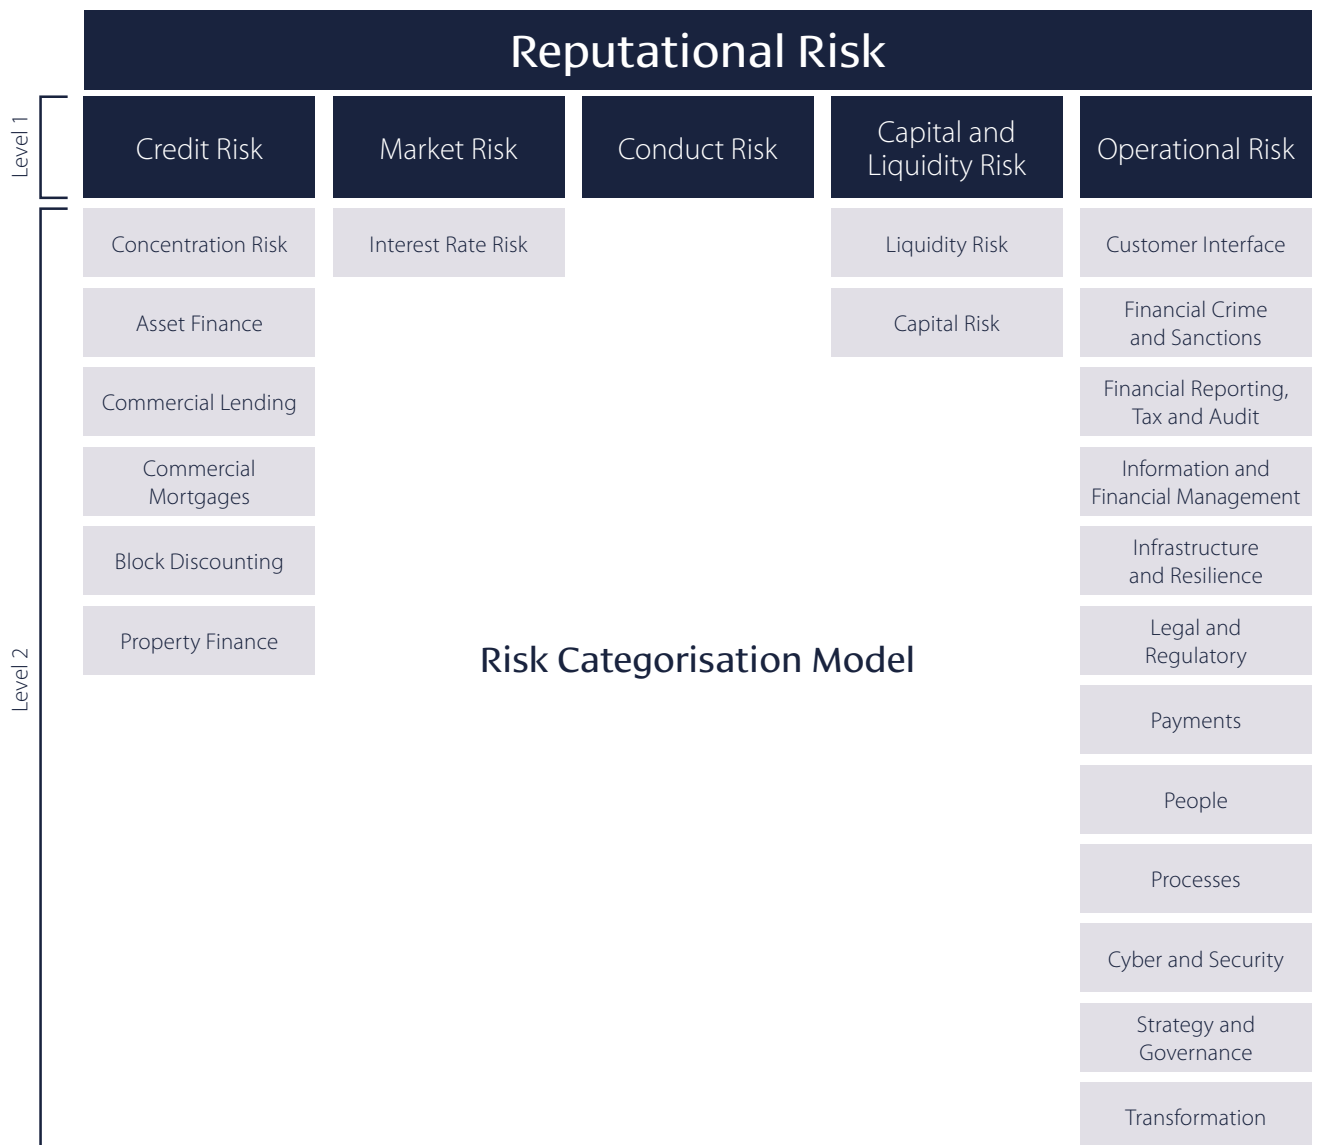 Reputational Risk
Level 1
Credit Risk
Market Risk
Conduct Risk
Capital and
Liquidity Risk
Operational Risk
Level 2
Concentration Risk
Asset Finance
Commercial Lending
Commercial
Mortgages
Block Discounting
Property Finance
Interest Rate Risk
Liquidity Risk
Capital Risk
Customer Interface
Financial Crime
and Sanctions
Financial Reporting,
Tax and Audit
Information and
Financial Management
Infrastructure
and Resilience
Legal and
Regulatory
Payments
People
Processes
Cyber and Security
Strategy and
Governance
Transformation
Risk Categorisation Model